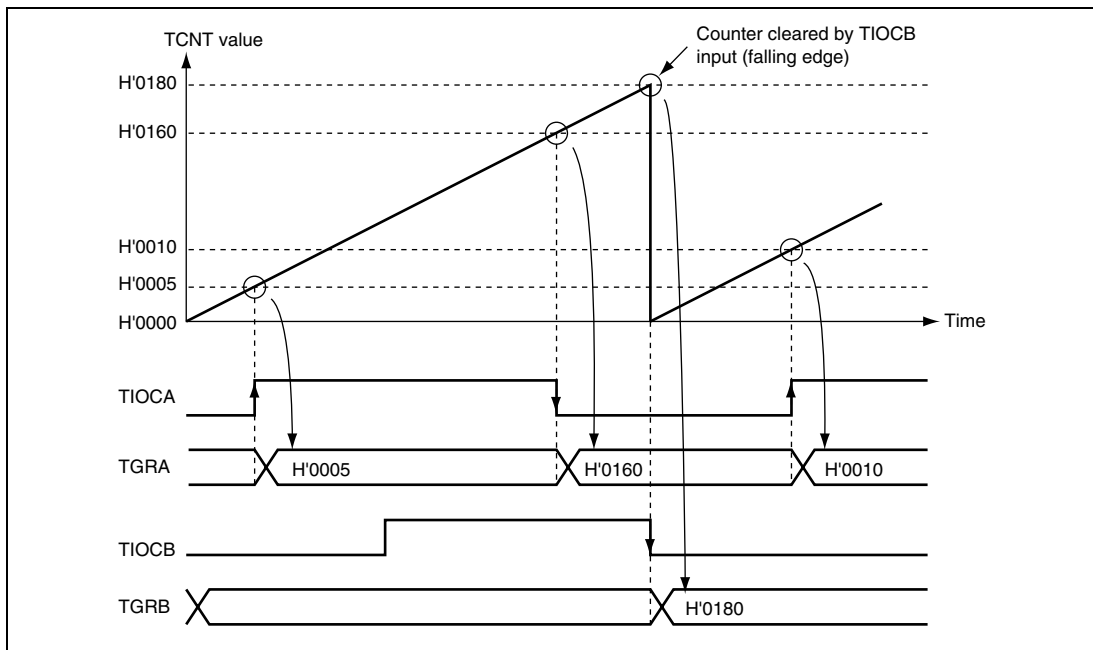 TCNT value
Counter cleared by TIOCB
input (falling edge)
H'0180
H'0160
H'0010
H'0005
H'0000
Time
TIOCA
TGRA
H'0005
H'0160
H'0010
TIOCB
TGRB
H'0180